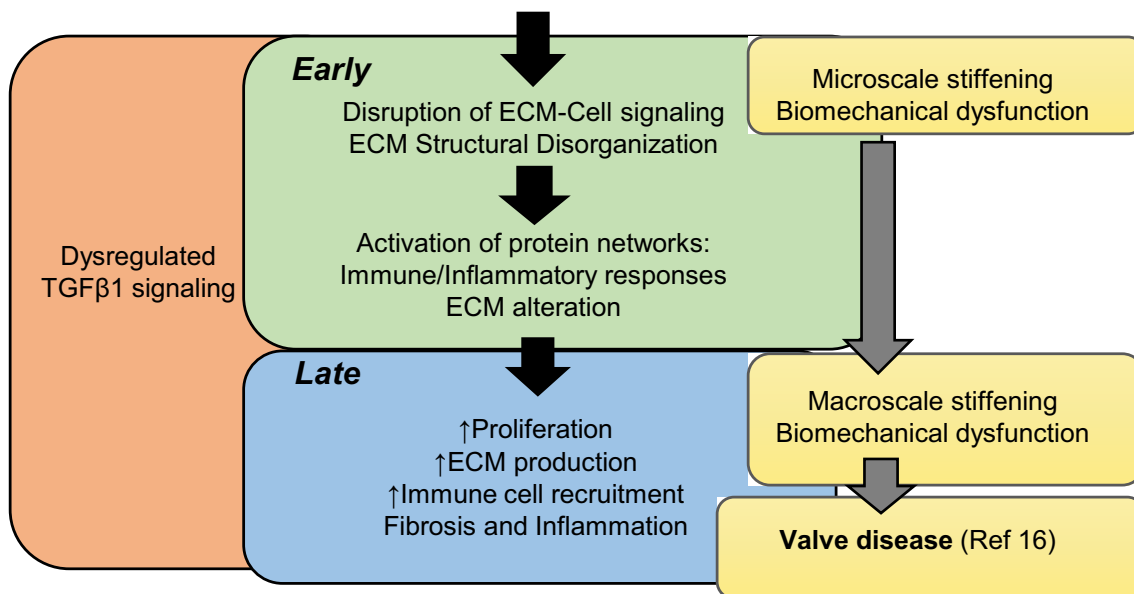 Early
Disruption of ECM-Cell signaling
ECM Structural Disorganization
Microscale stiffening
Biomechanical dysfunction
Dysregulated
TGFβ1 signaling
Activation of protein networks:
Immune/Inflammatory responses
ECM alteration
Late
↑Proliferation
↑ECM production
↑Immune cell recruitment
Fibrosis and Inflammation
Macroscale stiffening
Biomechanical dysfunction
Valve disease (Ref 16)